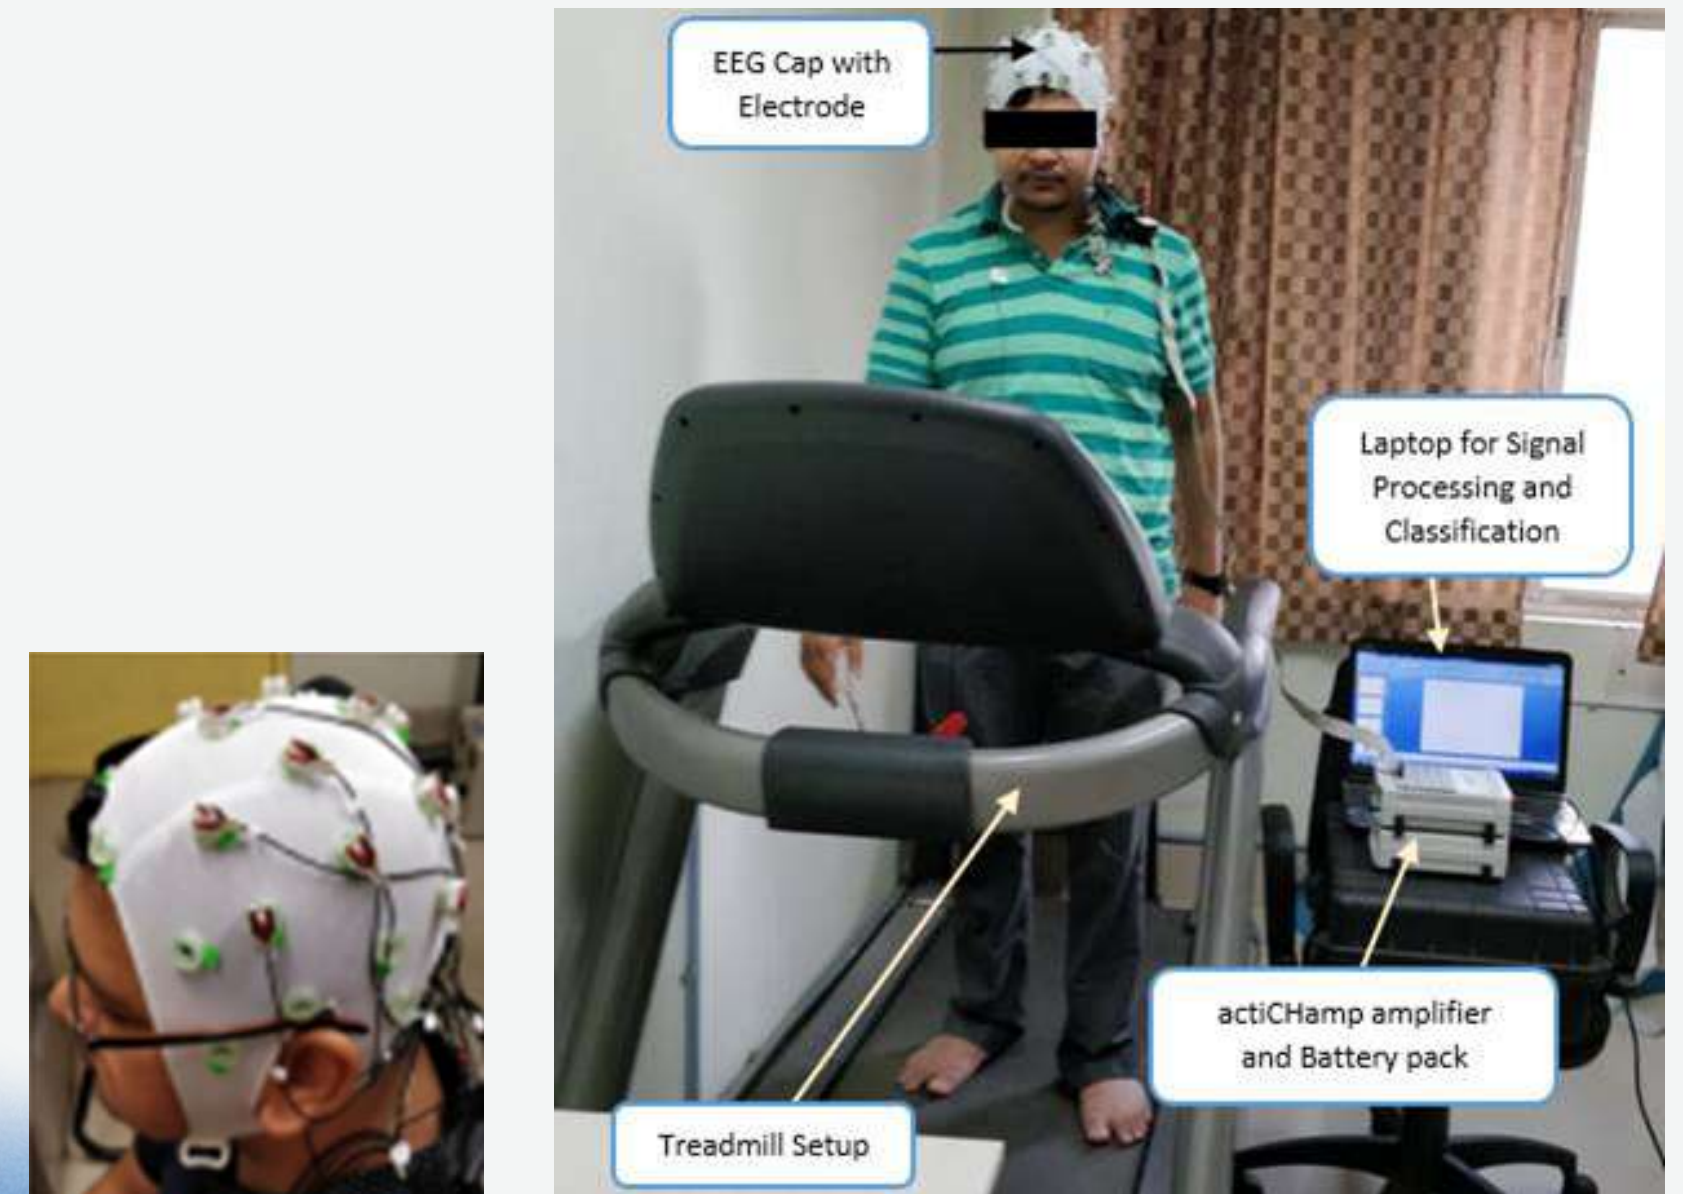 EEG Cap with
Electrode
Laptop for Signal
Processing and
Classification
actiCHamp amplifier
and Battery pack
Treadmill Setup